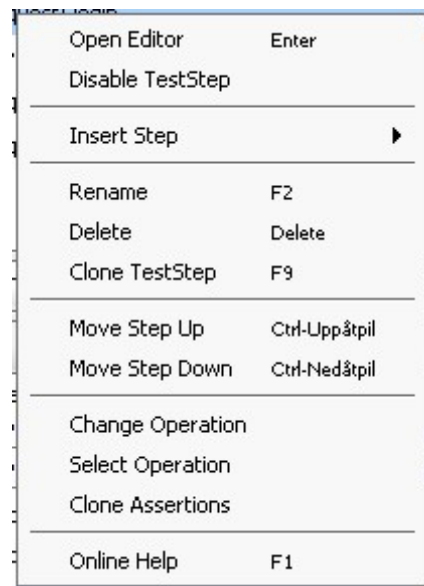 Open Editor Enter
Disable TestStep
Insert Step
Rename F2
Delete Delete
Clone TestStep F9
Move Step Up Ctrl-Uppåtpil
Move Step Down Ctrl-Nedåtpil
Change Operation
Select Operation
Clone Assertions
Online Help F1